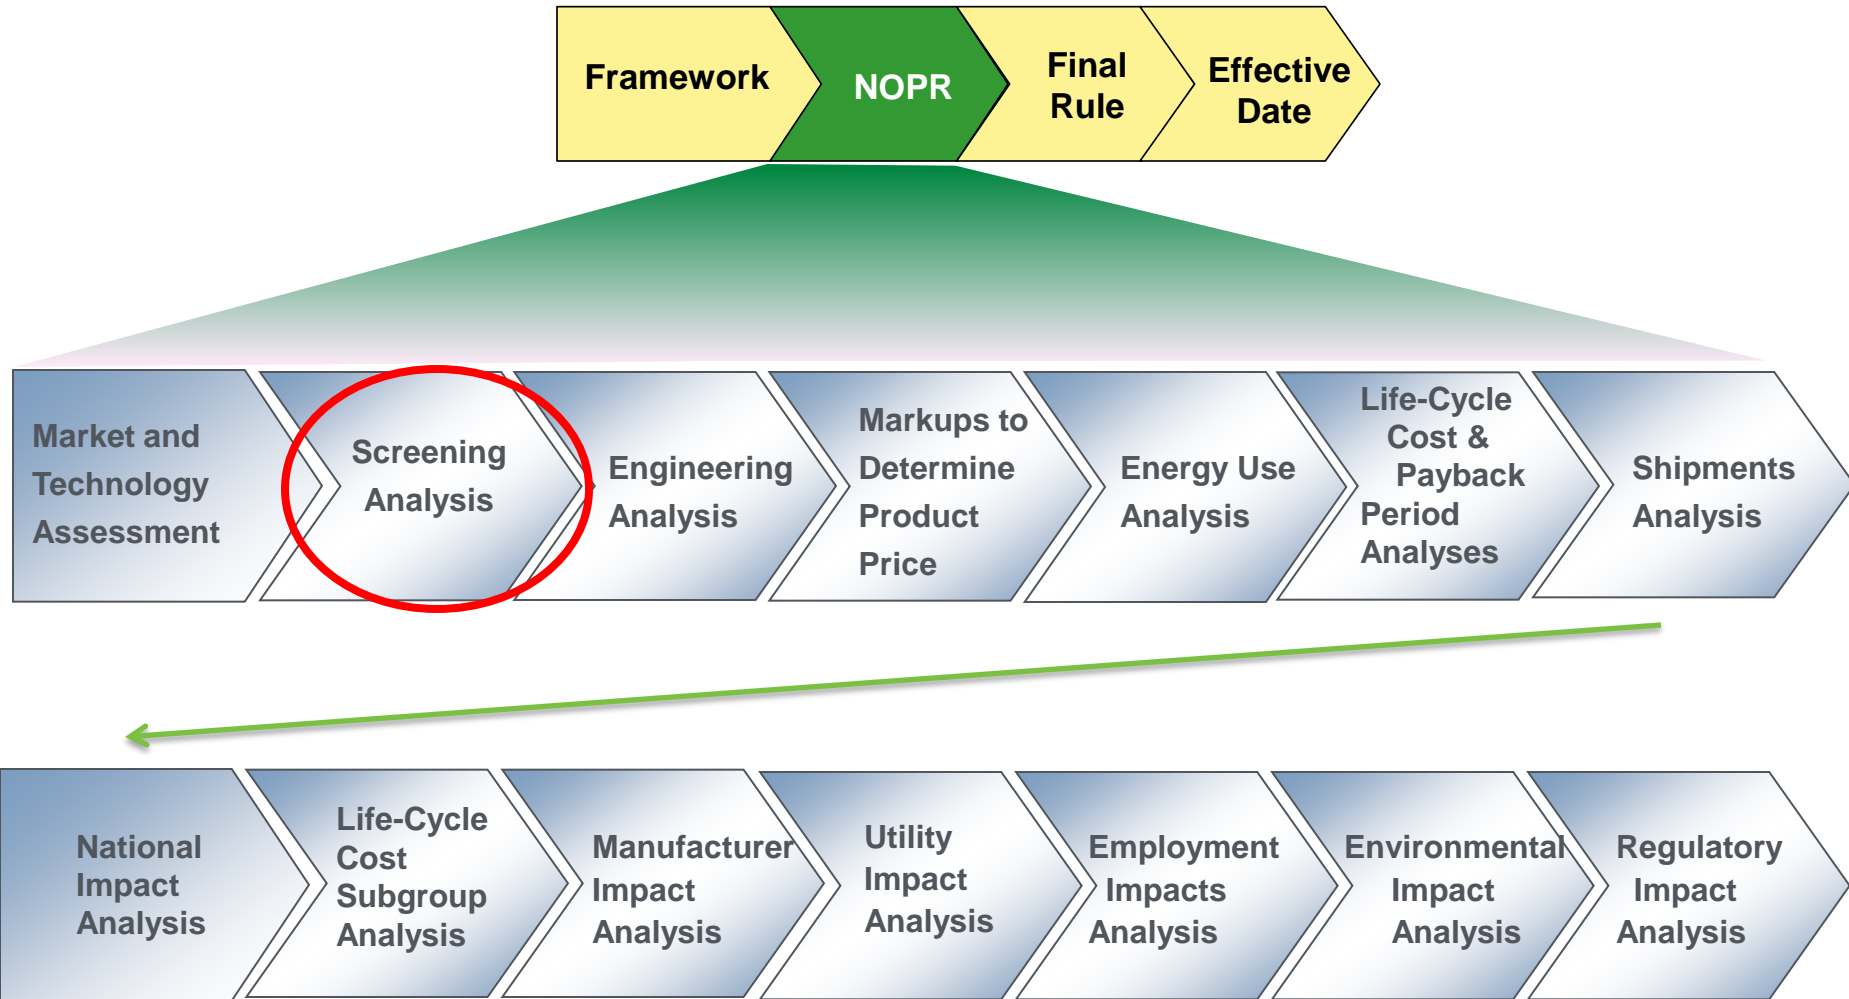 Framework
NOPR
Final
Rule
Effective
Date
Market and
Technology
Assessment
Screening
Analysis
Engineering
Analysis
Markups to
Determine
Product
Price
Energy Use
Analysis
Life-Cycle
Cost &
Payback
Period
Analyses
Shipments
Analysis
National
Impact
Analysis
Life-Cycle
Cost
Subgroup
Analysis
Manufacturer
Impact
Analysis
Utility
Impact
Analysis
Employment
Impacts
Analysis
Environmental
Impact
Analysis
Regulatory
Impact
Analysis